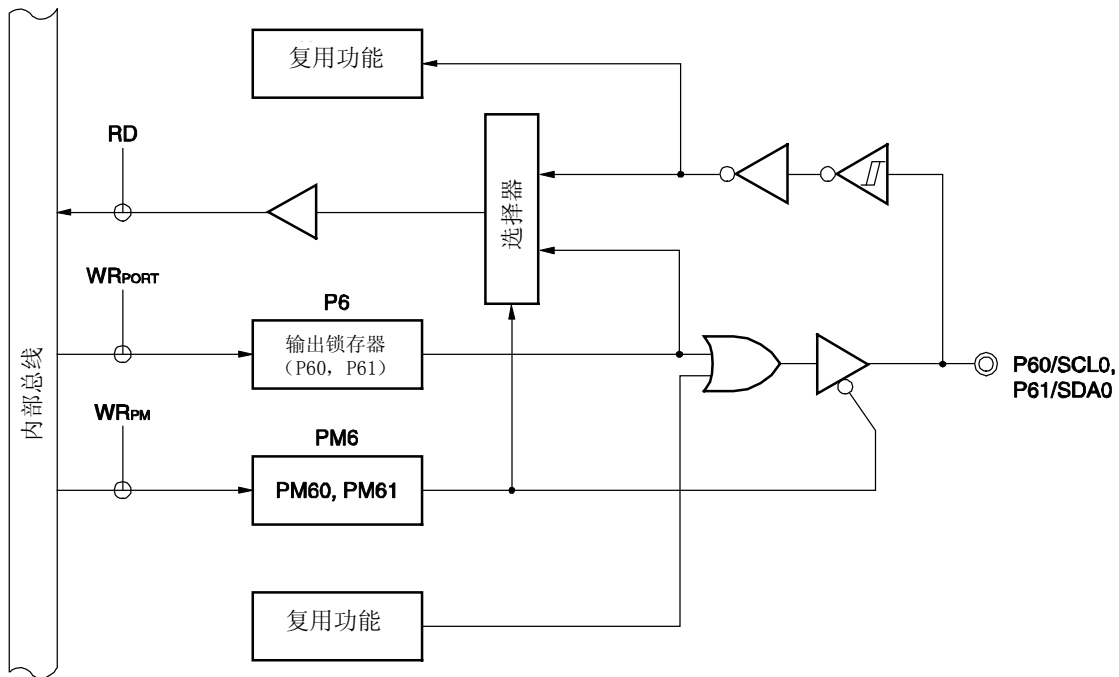 复用功能
RD
选择器
WRPORT
P6
输出锁存器
(P60, P61)
P60/SCL0,
P61/SDA0
内部总线
WRPM
PM6
PM60, PM61
复用功能